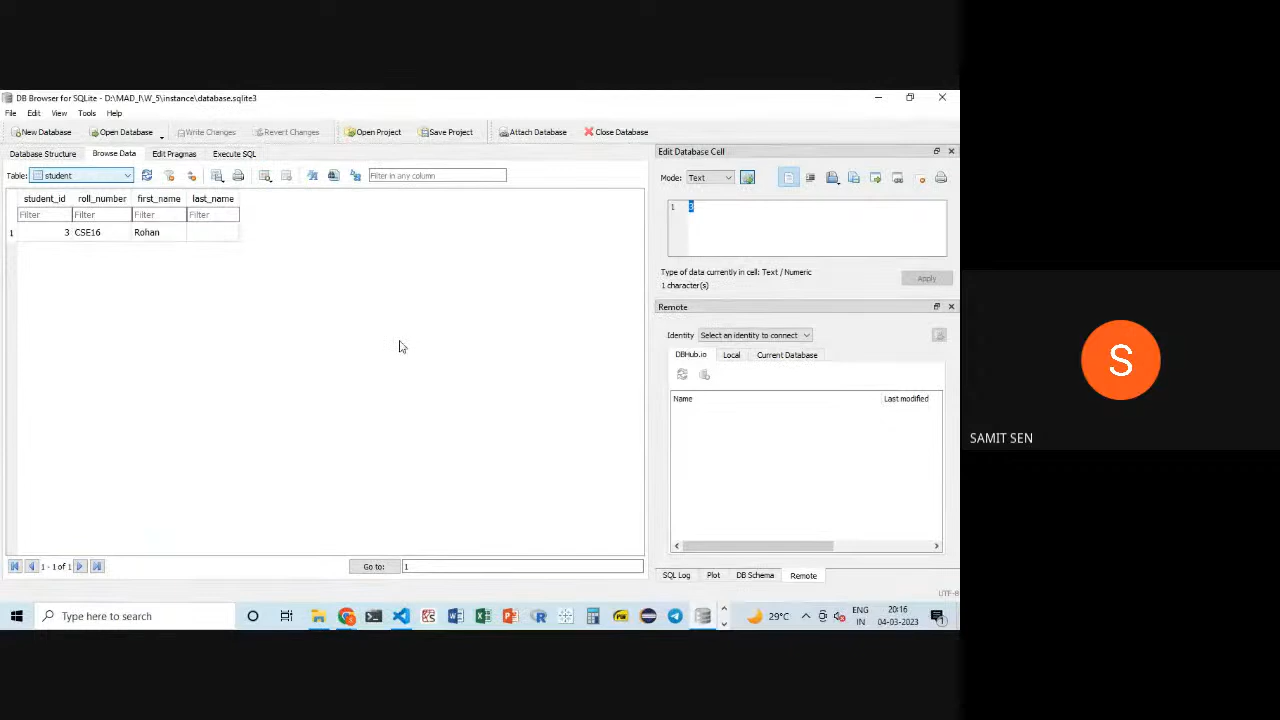 DB Browser for SQLite - D:\MAD_I\W_5\instance\database.sqlite3
File Edit View Tools Help
New Database Open Database Write Changes Revert Changes Open Project Save Project Attach Database Close Database
Database Structure Browse Data Edit Pragmas Execute SQL
Table: student Filter in any column
student_id roll_number first_name last_name
Filter Filter Filter Filter
1 3 CSE16 Rohan
1 - 1 of 1 Go to: 1
Edit Database Cell
Mode: Text
1 3
Type of data currently in cell: Text / Numeric
1 character(s)
Apply
Remote
Identity Select an identity to connect
DBHub.io Local Current Database
Name Last modified
SQL Log Plot DB Schema Remote
UTF-8
Type here to search
29°C
ENG
IN
20:16
04-03-2023
S
SAMIT SEN